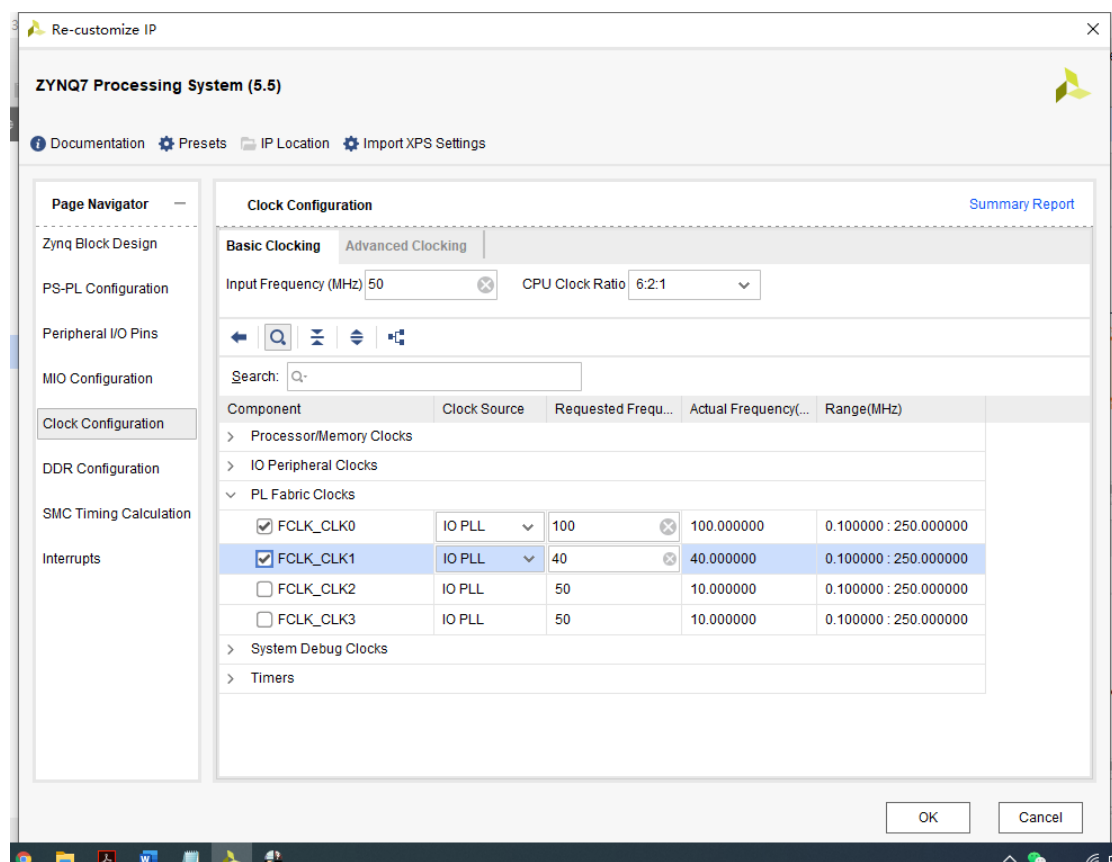 3
Re-customize IP
ZYNQ7 Processing System (5.5)
Documentation Presets IP Location Import XPS Settings
Page Navigator
Zynq Block Design
PS-PL Configuration
Peripheral I/O Pins
MIO Configuration
Clock Configuration
DDR Configuration
SMC Timing Calculation
Interrupts
Clock Configuration Summary Report
Basic Clocking Advanced Clocking
Input Frequency (MHz) 50 CPU Clock Ratio 6:2:1
Search: Q-
Component Clock Source Requested Frequ... Actual Frequency(... Range(MHz)
Processor/Memory Clocks
IO Peripheral Clocks
PL Fabric Clocks
FCLK_CLK0 IO PLL 100 100.000000 0.100000 : 250.000000
FCLK_CLK1 IO PLL 40 40.000000 0.100000 : 250.000000
FCLK_CLK2 IO PLL 50 10.000000 0.100000 : 250.000000
FCLK_CLK3 IO PLL 50 10.000000 0.100000 : 250.000000
System Debug Clocks
Timers
OK Cancel